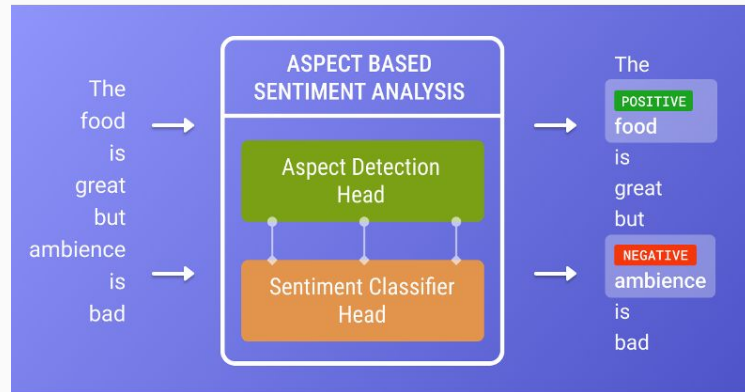 The
food
is
great
but
ambience
is
bad
ASPECT BASED
SENTIMENT ANALYSIS
Aspect Detection
Head
Sentiment Classifier
Head
The
POSITIVE
food
is
great
but
NEGATIVE
ambience
is
bad